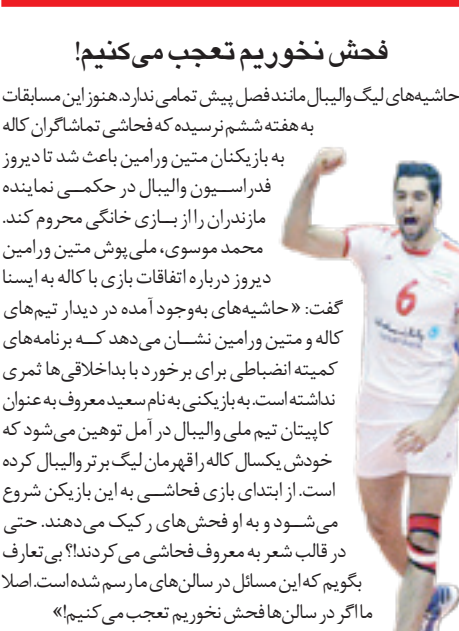 فحش نخوریم تعجب می‌کنیم!
حاشیه‌های لیگ والیبال مانند فصل پیش تمامی ندارد. هنوز این مسابقات
به هفته ششم نرسیده که فحاشی تماشاگران کاله
به بازیکنان متین ورامین باعث شد تا دیروز
فدراسیون والیبال در حکمی نماینده
مازندران را از بازی خانگی محروم کند.
محمد موسوی، ملی‌پوش متین ورامین
دیروز درباره اتفاقات بازی با کاله به ایسنا
گفت: «حاشیه‌های به‌وجود آمده در دیدار تیم‌های
کاله و متین ورامین نشان می‌دهد که برنامه‌های
کمیته انضباطی برای برخورد با بداخلاقی‌ها ثمری
نداشته است. به بازیکنی به نام سعید معروف به عنوان
کاپیتان تیم ملی والیبال در آمل توهین می‌شود که
خودش یکسال کاله را قهرمان لیگ برتر والیبال کرده
است. از ابتدای بازی فحاشی به این بازیکن شروع
می‌شود و به او فحش‌های رکیک می‌دهند. حتی
در قالب شعر به معروف فحاشی می‌کردند!؟ بی‌تعارف
بگویم که این مسائل در سالن‌های ما رسم شده است. اصلا
ما اگر در سالن‌ها فحش نخوریم تعجب می‌کنیم!»
6